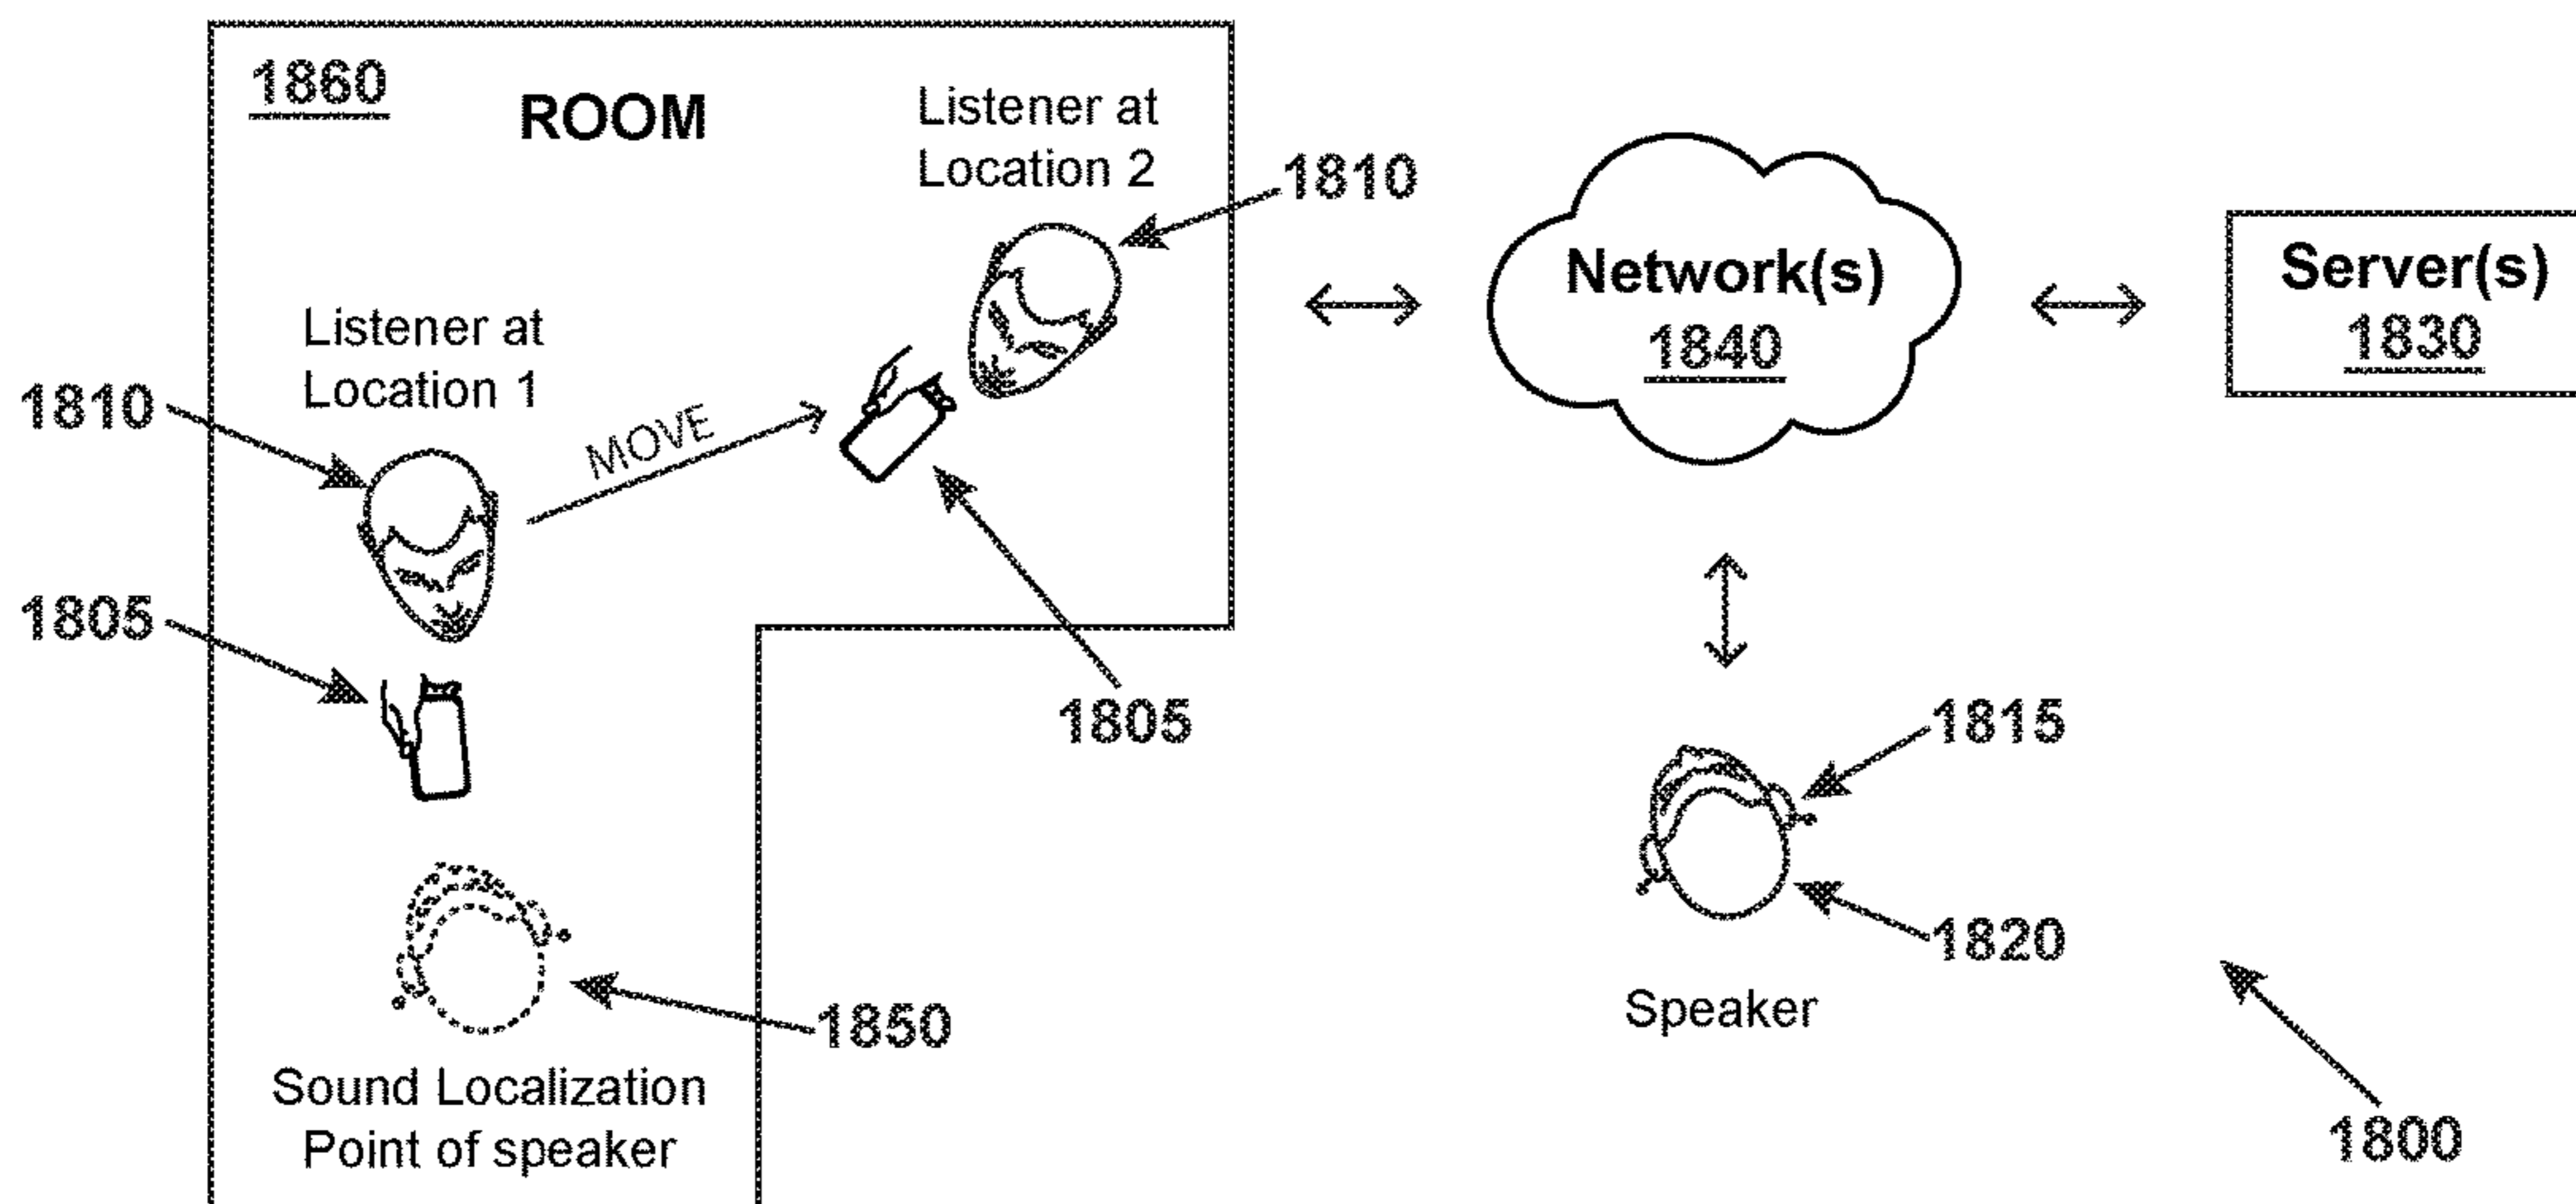 1860
ROOM
Listener at
Location 2
1810
Network(s)
1840
Server(s)
1830
Listener at
Location 1
1810
MOVE
1805
1805
1815
1820
Speaker
1850
Sound Localization
Point of speaker
1800